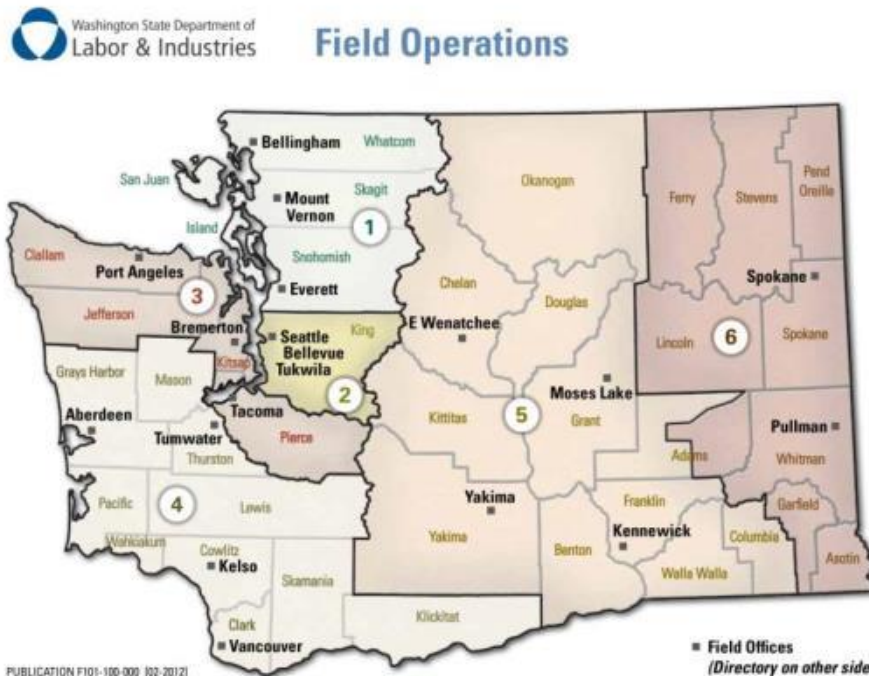 Washington State Department of
Labor & Industries
Field Operations
Bellingham
Whatcom
San Juan
Skagit
Mount
Vernon
1
Island
Snohomish
Everett
Okanogan
Ferry
Stevens
Pend
Oreille
Clallam
Port Angeles
3
Jefferson
Bremerton
Kitsap
Chelan
Douglas
E Wenatchee
Spokane
Lincoln
6
Spokane
Seattle
Bellevue
Tukwila
King
2
Grays Harbor
Mason
Aberdeen
Tumwater
Thurston
Tacoma
Pierce
Kittitas
5
Moses Lake
Grant
Adams
Pullman
Whitman
Pacific
4
Lewis
Wahkiakum
Cowlitz
Kelso
Skamania
Clark
Vancouver
Yakima
Yakima
Benton
Franklin
Kennewick
Walla Walla
Columbia
Garfield
Asotin
Klickitat
Field Offices
(Directory on other side
PUBLICATION F101-100-000 [02-2012]